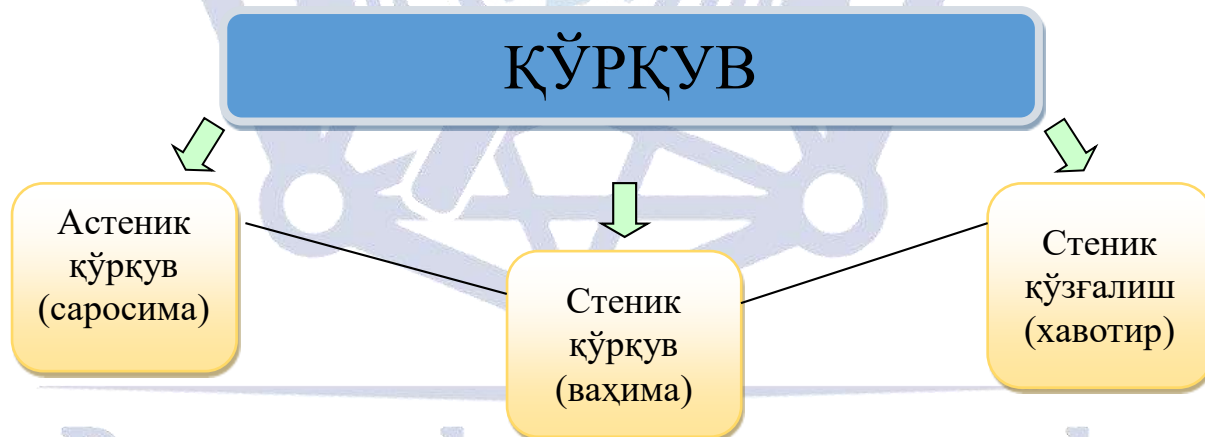 ҚЎРҚУВ
Астеник
қўрқув
(саросима)
Стеник
қўрқув
(ваҳима)
Стеник
қўзғалиш
(хавотир)